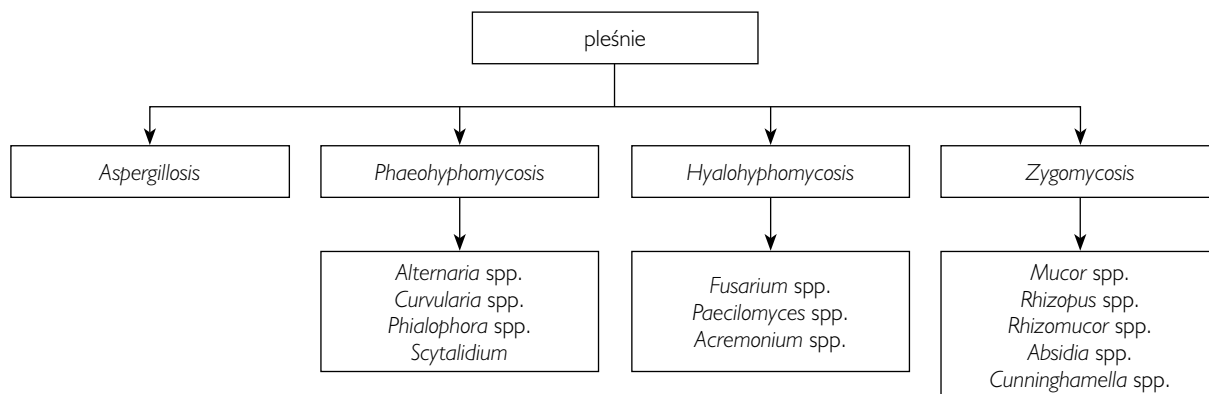 pleśnie
Aspergillosis
Phaeohyphomycosis
Hyalohyphomycosis
Zygomycosis
Alternaria spp.
Curvularia spp.
Phialophora spp.
Scytalidium
Fusarium spp.
Paecilomyces spp.
Acremonium spp.
Mucor spp.
Rhizopus spp.
Rhizomucor spp.
Absidia spp.
Cunninghamella spp.